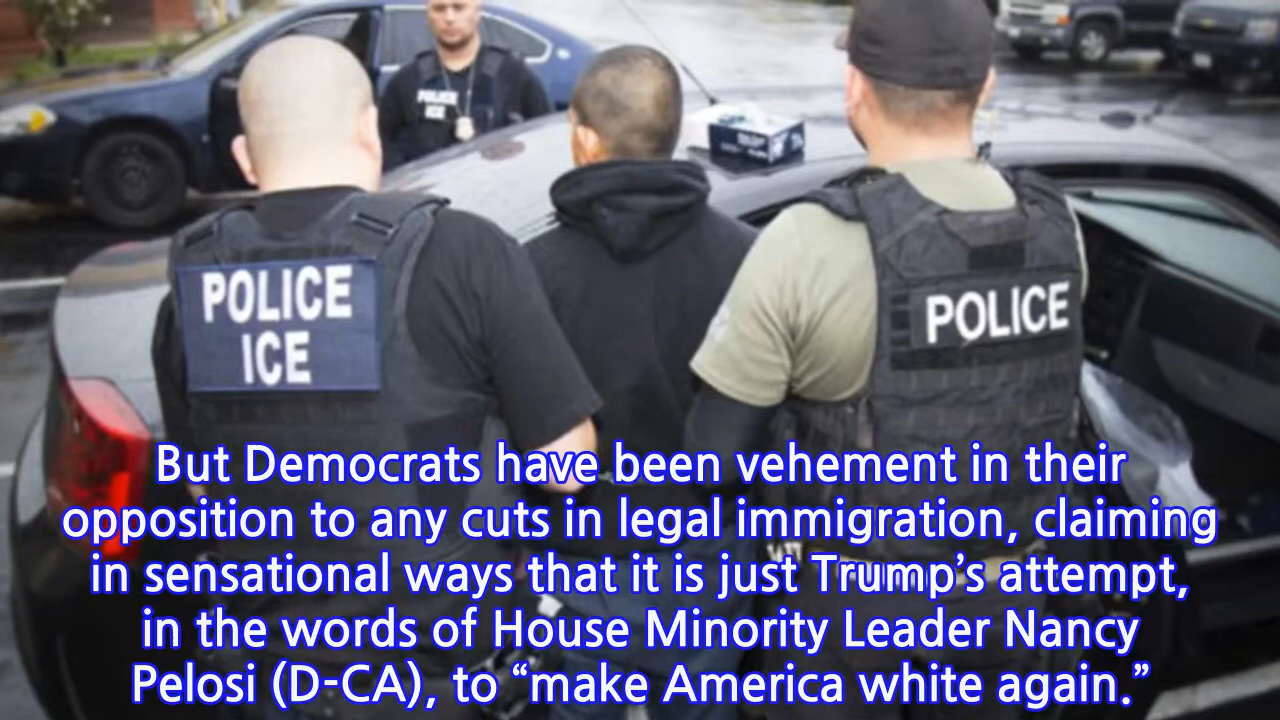 POLICE
ICE
POLICE
ICE
POLICE
But Democrats have been vehement in their
opposition to any cuts in legal immigration, claiming
in sensational ways that it is just Trump’s attempt,
in the words of House Minority Leader Nancy
Pelosi (D-CA), to “make America white again.”